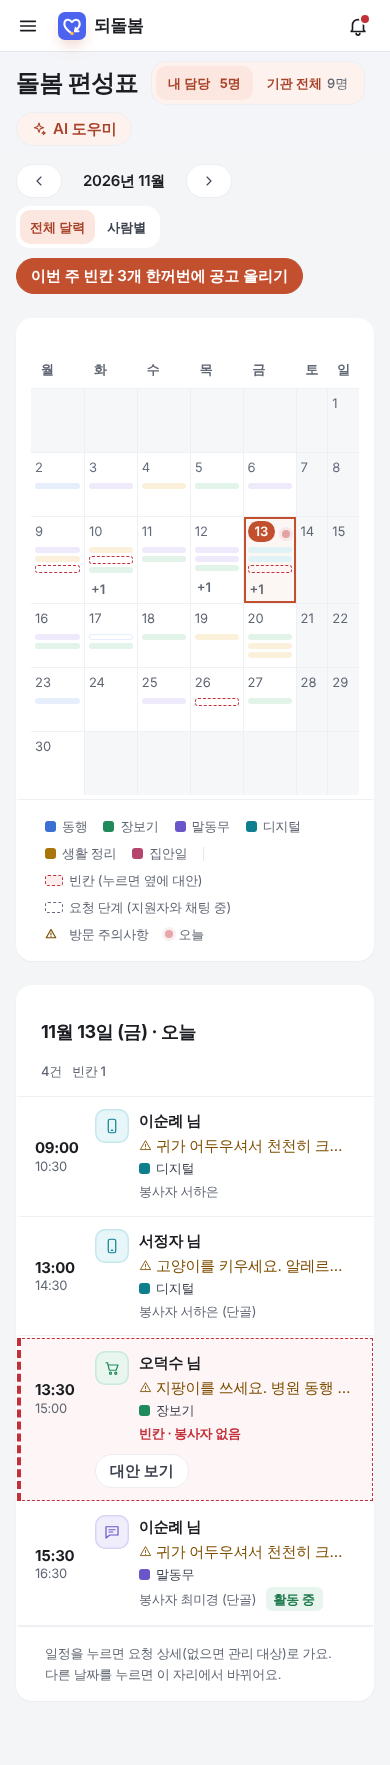 되돌봄
돌봄 편성표
내 담당 5명 기관 전체 9명
AI 도우미
2026년 11월
전체 달력 사람별
이번 주 빈칸 3개 한꺼번에 공고 올리기
월 화 수 목 금 토 일
1
2 3 4 5 6 7 8
9 10 11 12 13 14 15
+1 +1 +1
16 17 18 19 20 21 22
23 24 25 26 27 28 29
30
동행 장보기 말동무 디지털
생활 정리 집안일
빈칸 (누르면 옆에 대안)
요청 단계 (지원자와 채팅 중)
방문 주의사항 오늘
11월 13일 (금) · 오늘
4건 빈칸 1
이순례 님
09:00 귀가 어두우셔서 천천히 크…
10:30 디지털
봉사자 서하은
서정자 님
13:00 고양이를 키우세요. 알레르…
14:30 디지털
봉사자 서하은 (단골)
오덕수 님
13:30 지팡이를 쓰세요. 병원 동행 …
15:00 장보기
빈칸 · 봉사자 없음
대안 보기
이순례 님
15:30 귀가 어두우셔서 천천히 크…
16:30 말동무
봉사자 최미경 (단골) 활동 중
일정을 누르면 요청 상세(없으면 관리 대상)로 가요.
다른 날짜를 누르면 이 자리에서 바뀌어요.